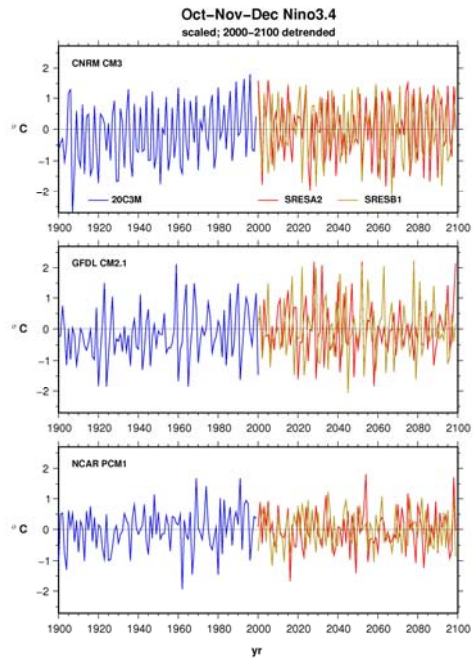 Oct–Nov–Dec Nino3.4
scaled; 2000–2100 detrended
CNRM CM3
2
1
0
-1
-2
° C
20C3M SRESA2 SRESB1
1900 1920 1940 1960 1980 2000 2020 2040 2060 2080 2100
GFDL CM2.1
2
1
0
-1
-2
° C
1900 1920 1940 1960 1980 2000 2020 2040 2060 2080 2100
NCAR PCM1
2
1
0
-1
-2
° C
1900 1920 1940 1960 1980 2000 2020 2040 2060 2080 2100
yr